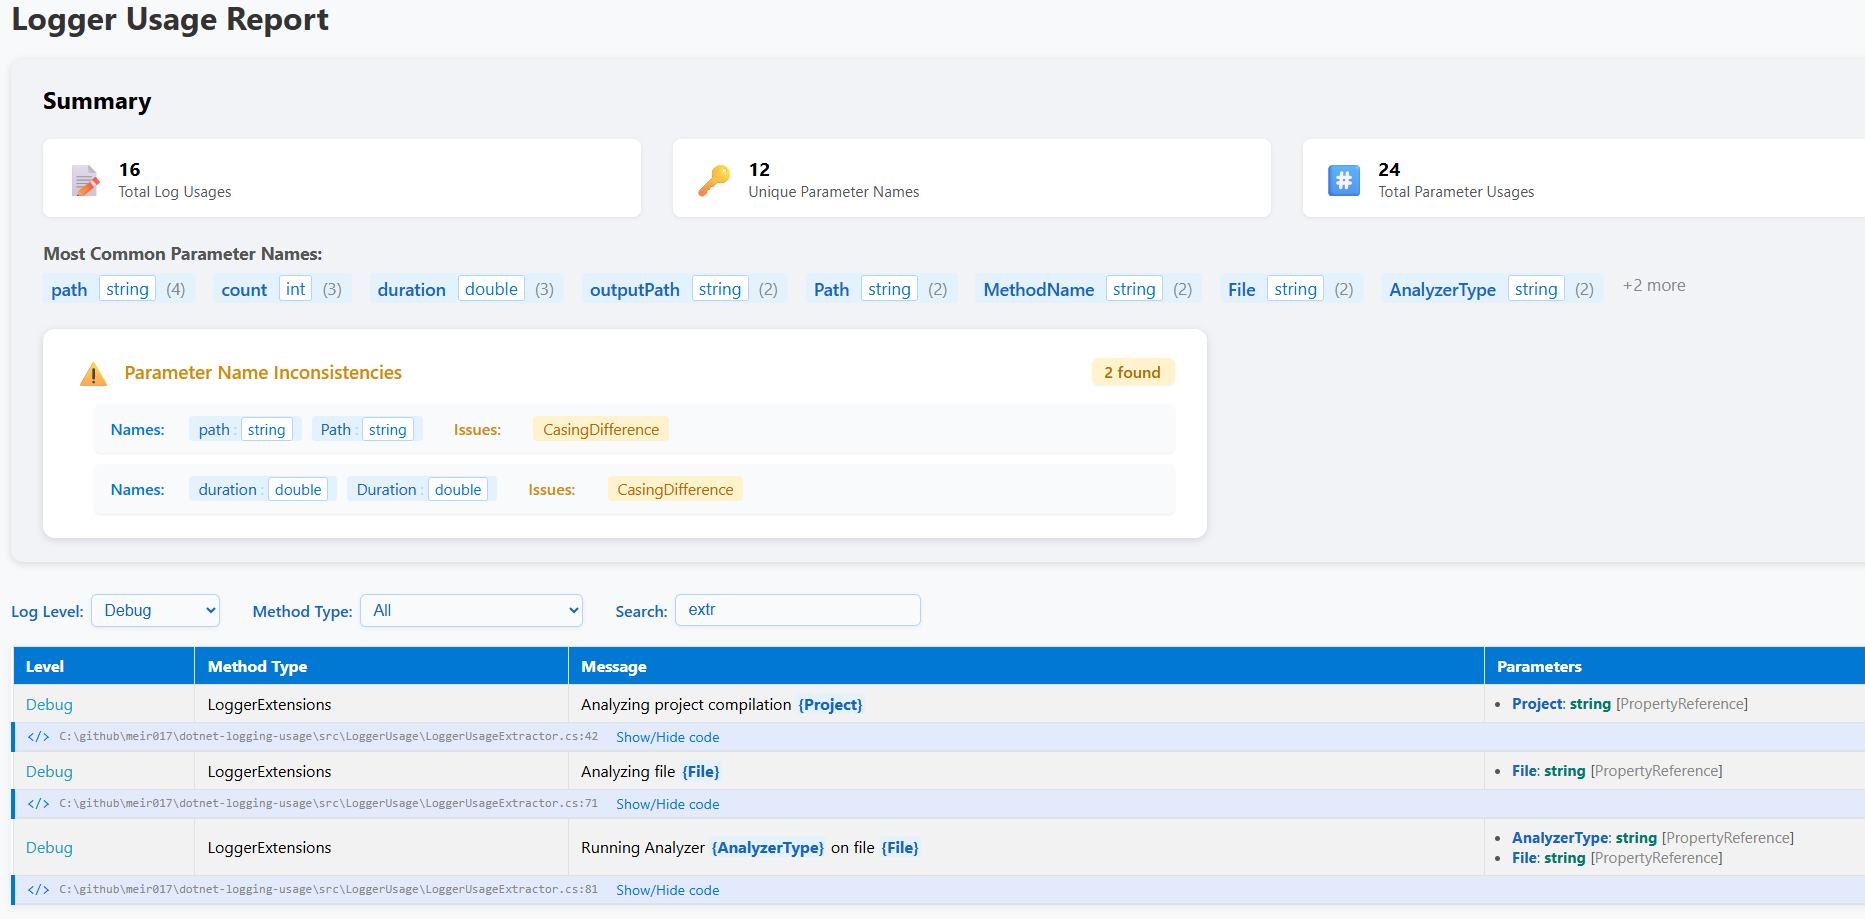 Logger Usage Report
Summary
16
Total Log Usages
12
Unique Parameter Names
24
Total Parameter Usages
Most Common Parameter Names:
path string (4) count int (3) duration double (3) outputPath string (2) Path string (2) MethodName string (2) File string (2) AnalyzerType string (2) +2 more
Parameter Name Inconsistencies 2 found
Names: path : string Path : string Issues: CasingDifference
Names: duration : double Duration : double Issues: CasingDifference
Log Level: Debug Method Type: All Search: extr
Level Method Type Message Parameters
Debug LoggerExtensions Analyzing project compilation {Project} • Project: string [PropertyReference]
</> C:\github\meir017\dotnet-logging-usage\src\LoggerUsage\LoggerUsageExtractor.cs:42 Show/Hide code
Debug LoggerExtensions Analyzing file {File} • File: string [PropertyReference]
</> C:\github\meir017\dotnet-logging-usage\src\LoggerUsage\LoggerUsageExtractor.cs:71 Show/Hide code
Debug LoggerExtensions Running Analyzer {AnalyzerType} on file {File} • AnalyzerType: string [PropertyReference]
• File: string [PropertyReference]
</> C:\github\meir017\dotnet-logging-usage\src\LoggerUsage\LoggerUsageExtractor.cs:81 Show/Hide code